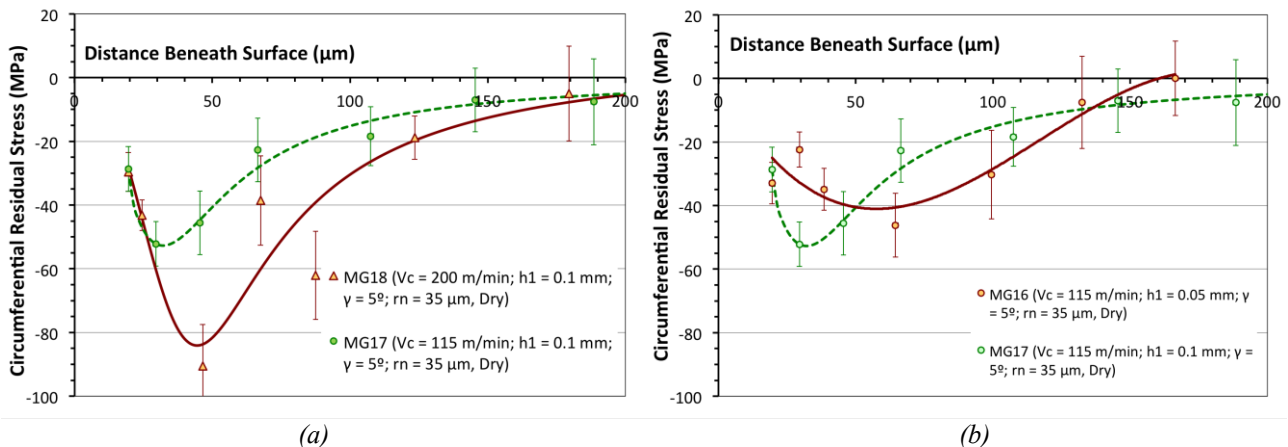 20
0
-20
-40
-60
-80
-100
Circumferential Residual Stress (MPa)
Distance Beneath Surface (µm)
0
50
100
150
200
MG18 (Vc = 200 m/min; h1 = 0.1 mm;
γ = 5º; rn = 35 µm, Dry)
MG17 (Vc = 115 m/min; h1 = 0.1 mm;
γ = 5º; rn = 35 µm, Dry)
(a)
20
0
-20
-40
-60
-80
-100
Circumferential Residual Stress (MPa)
Distance Beneath Surface (µm)
0
50
100
150
200
MG16 (Vc = 115 m/min; h1 = 0.05 mm; γ
= 5º; rn = 35 µm, Dry)
MG17 (Vc = 115 m/min; h1 = 0.1 mm; γ =
5º; rn = 35 µm, Dry)
(b)